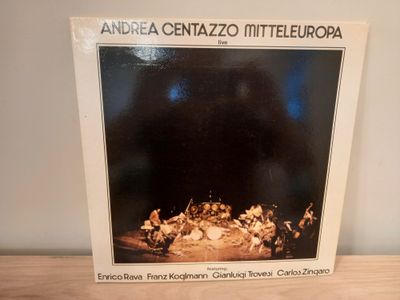 ANDREA CENTAZZO MITTELEUROPA
live
featuring:
Enrico Rava Franz Koglmann Gianluigi Trovesi Carlos Zingaro